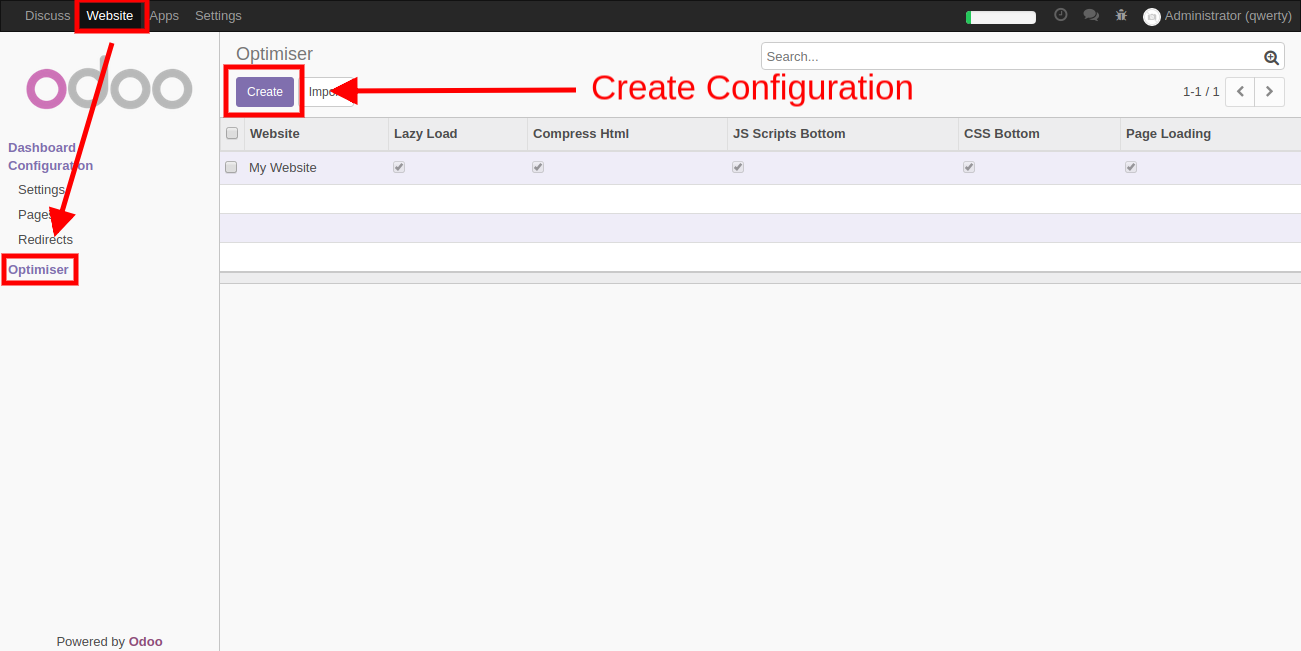 Discuss Website Apps Settings Administrator (qwerty)
odoo
Dashboard
Configuration
Settings
Pages
Redirects
Optimiser
Powered by Odoo
Optimiser
Search...
Create Import
Create Configuration
1-1 / 1
Website Lazy Load Compress Html JS Scripts Bottom CSS Bottom Page Loading
My Website